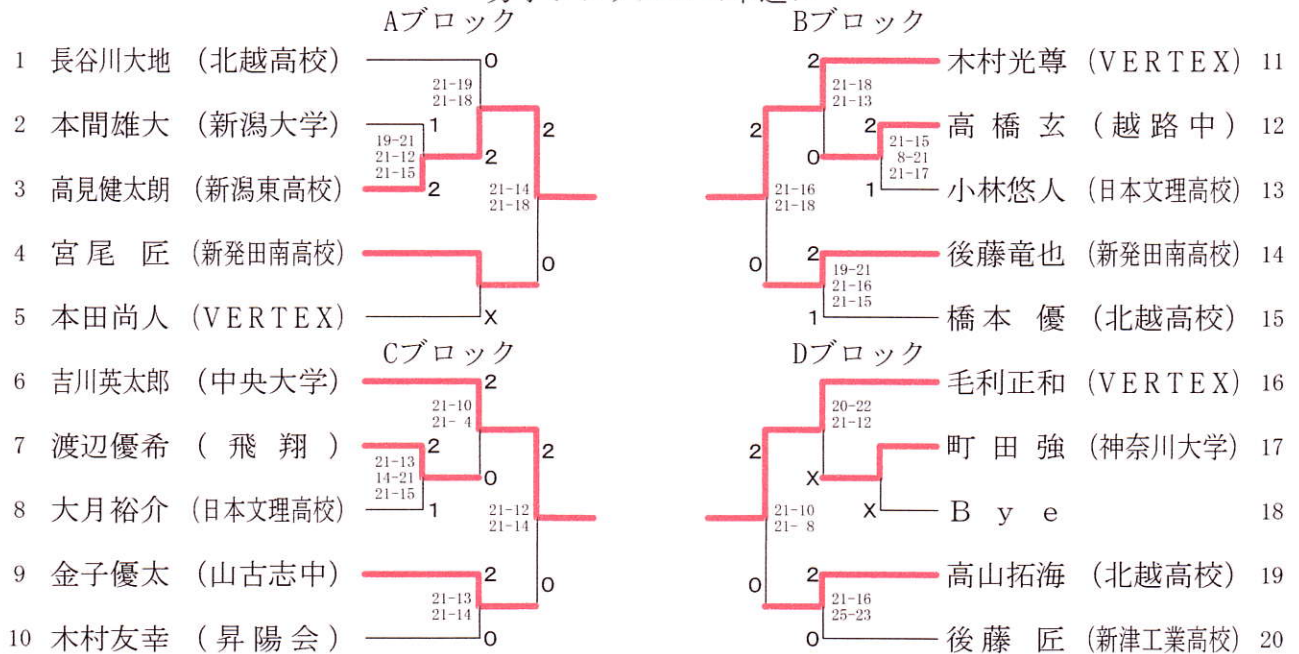 Aブロック
1 長谷川大地 (北越高校) 0
21-19
21-18
2 本間雄大 (新潟大学) 1
19-21
21-12
21-15
2
2
3 高見健太朗 (新潟東高校) 2
21-14
21-18
4 宮尾 匠 (新発田南高校)
0
5 本田尚人 (VERTEX) X
Bブロック
2 木村光尊 (VERTEX) 11
21-18
21-13
2
2 高橋玄 (越路中) 12
0
21-15
8-21
21-17
1 小林悠人 (日本文理高校) 13
21-16
21-18
0
2 後藤竜也 (新発田南高校) 14
19-21
21-16
21-15
1 橋本 優 (北越高校) 15
Cブロック
6 吉川英太郎 (中央大学) 2
21-10
21- 4
7 渡辺優希 (飛翔) 2
2
21-13
14-21
21-15
0
8 大月裕介 (日本文理高校) 1
21-12
21-14
9 金子優太 (山古志中) 2
0
21-13
21-14
10 木村友幸 (昇陽会) 0
Dブロック
毛利正和 (VERTEX) 16
20-22
21-12
2
町田強 (神奈川大学) 17
X
X Bye 18
21-10
21- 8
0
2 高山拓海 (北越高校) 19
21-16
25-23
0 後藤 匠 (新津工業高校) 20